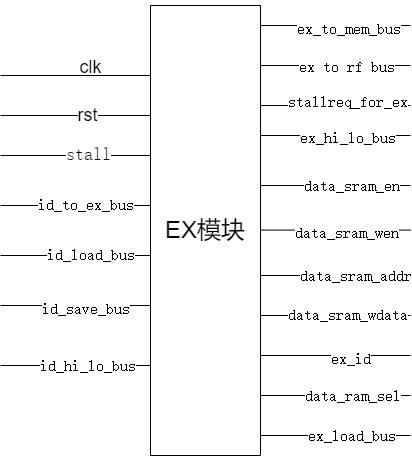 clk
rst
stall
id_to_ex_bus
id_load_bus
id_save_bus
id_hi_lo_bus
EX模块
ex_to_mem_bus
ex to rf bus
stallreq_for_ex
ex_hi_lo_bus
data_sram_en
data_sram_wen
data_sram_addr
data_sram_wdata
ex_id
data_ram_sel
ex_load_bus